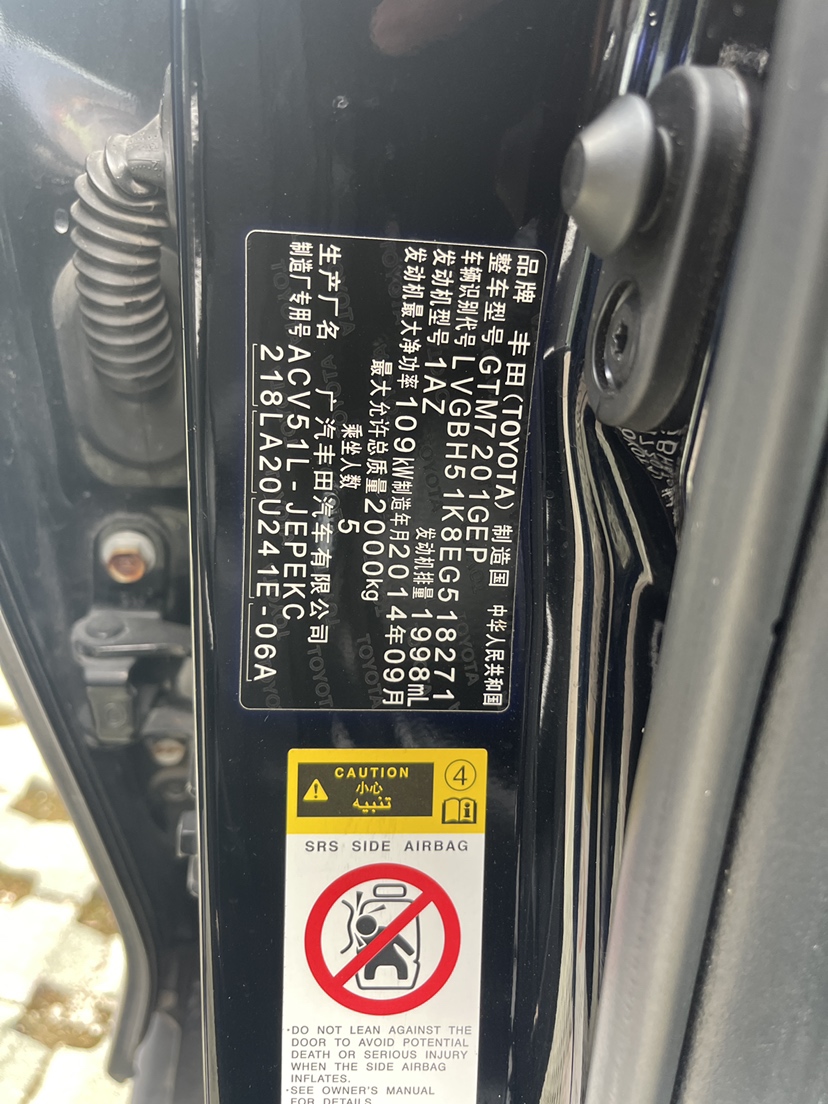 品牌 丰田(TOYOTA) 制造国 中华人民共和国
整车型号 GTM7201GEP
车辆识别代号 LVGBH51K8EG518271
发动机型号 1AZ 发动机排量 1998mL
发动机最大净功率 109kW 制造年月 2014年09月
最大允许总质量 2000kg
乘坐人数 5
生产厂名 广汽丰田汽车有限公司
制造厂专用号 ACV51L-JEPEKC
218LA20U241E-06A
CAUTION
小心
تنبيه
4
SRS SIDE AIRBAG
·DO NOT LEAN AGAINST THE
DOOR TO AVOID POTENTIAL
DEATH OR SERIOUS INJURY
WHEN THE SIDE AIRBAG
INFLATES.
·SEE OWNER'S MANUAL
FOR DETAILS.